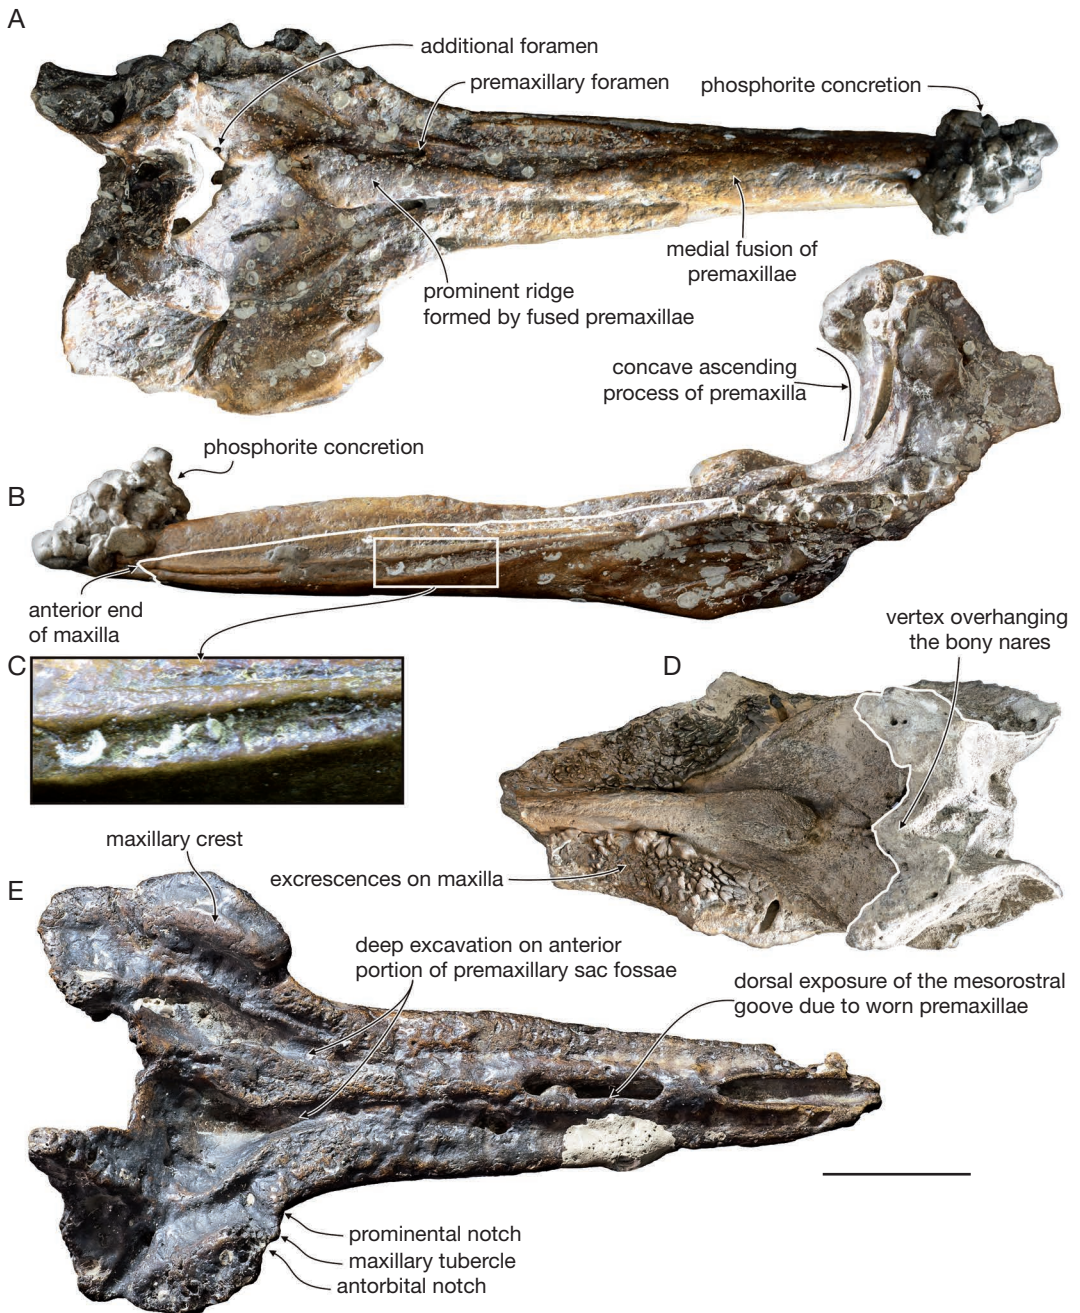 A
additional foramen
premaxillary foramen
phosphorite concretion
medial fusion of
premaxillae
prominent ridge
formed by fused premaxillae
concave ascending
process of premaxilla
phosphorite concretion
B
anterior end
of maxilla
vertex overhanging
the bony nares
C
D
maxillary crest
excrescences on maxilla
E
deep excavation on anterior
portion of premaxillary sac fossae
dorsal exposure of the mesorostral
goove due to worn premaxillae
prominental notch
maxillary tubercle
antorbital notch